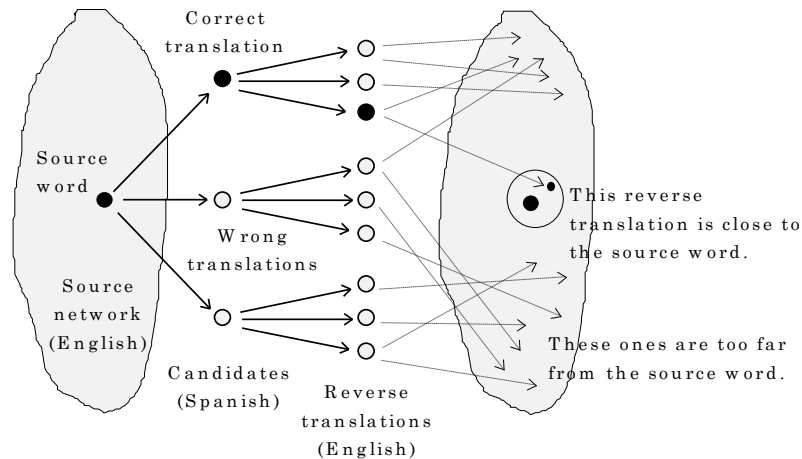 Correct
translation
Source
word
Wrong
translations
Source
network
(English)
Candidates
(Spanish)
Reverse
translations
(English)
This reverse
translation is close to
the source word.
These ones are too far
from the source word.